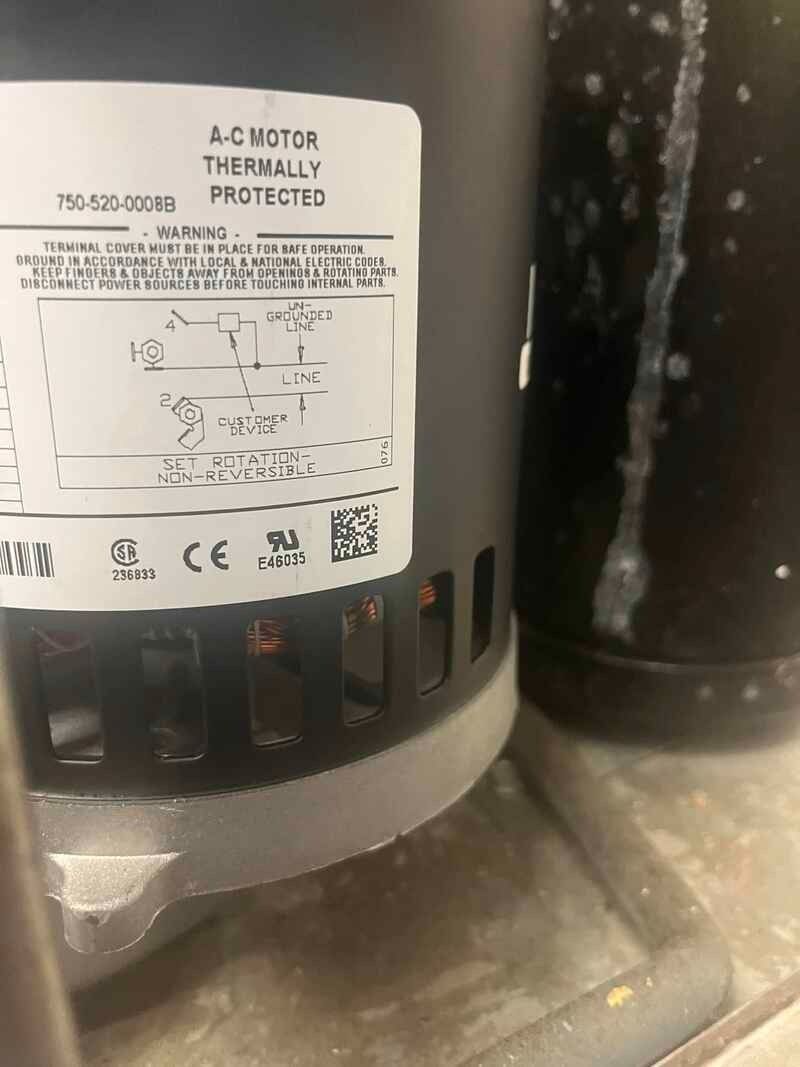 A-C MOTOR
THERMALLY
PROTECTED
750-520-0008B
- WARNING -
TERMINAL COVER MUST BE IN PLACE FOR SAFE OPERATION.
GROUND IN ACCORDANCE WITH LOCAL & NATIONAL ELECTRIC CODES.
KEEP FINGERS & OBJECTS AWAY FROM OPENINGS & ROTATING PARTS.
DISCONNECT POWER SOURCES BEFORE TOUCHING INTERNAL PARTS.
UN-
GROUNDED
LINE
4
LINE
2
CUSTOMER
DEVICE
SET ROTATION-
NON-REVERSIBLE
076
SA
236833
CE
E46035